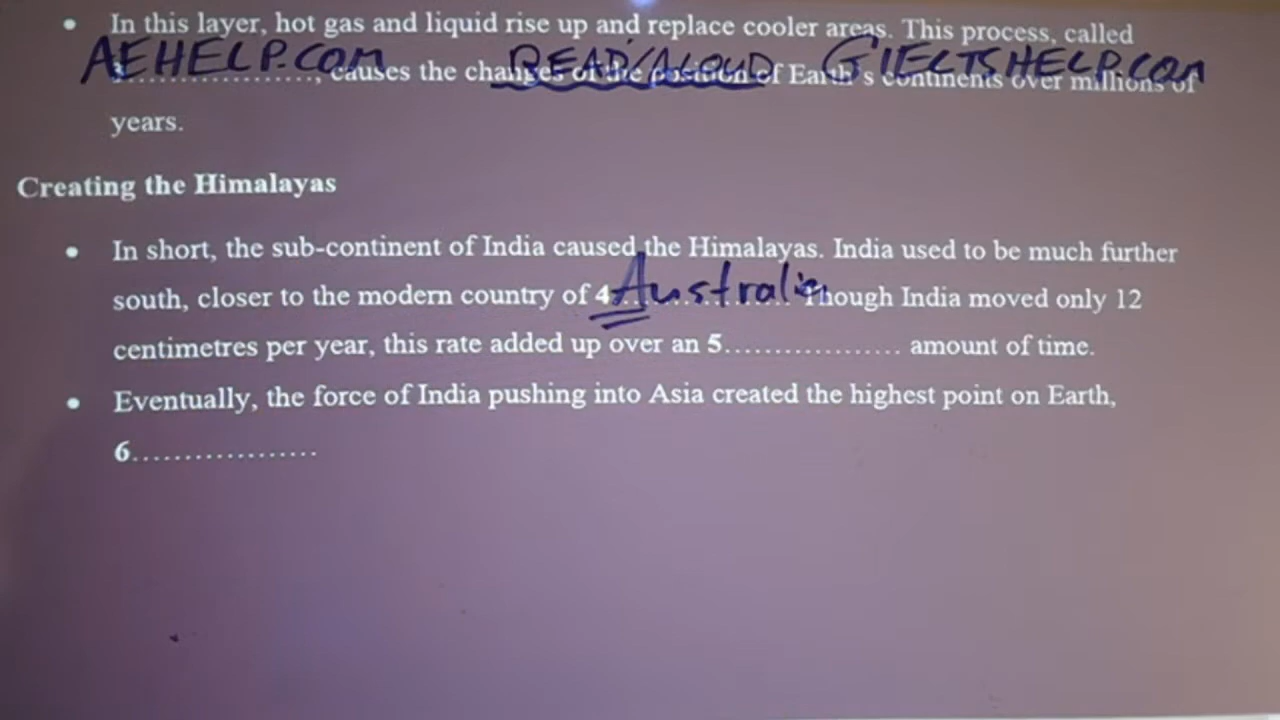 • In this layer, hot gas and liquid rise up and replace cooler areas. This process, called
AEHELP.COM READ/ALOUD GIELTSHELP.COM
3.................., causes the changes of the position of Earth's continents over millions of
years.
Creating the Himalayas
• In short, the sub-continent of India caused the Himalayas. India used to be much further
south, closer to the modern country of 4 Australia. Though India moved only 12
centimetres per year, this rate added up over an 5.................. amount of time.
• Eventually, the force of India pushing into Asia created the highest point on Earth,
6..................